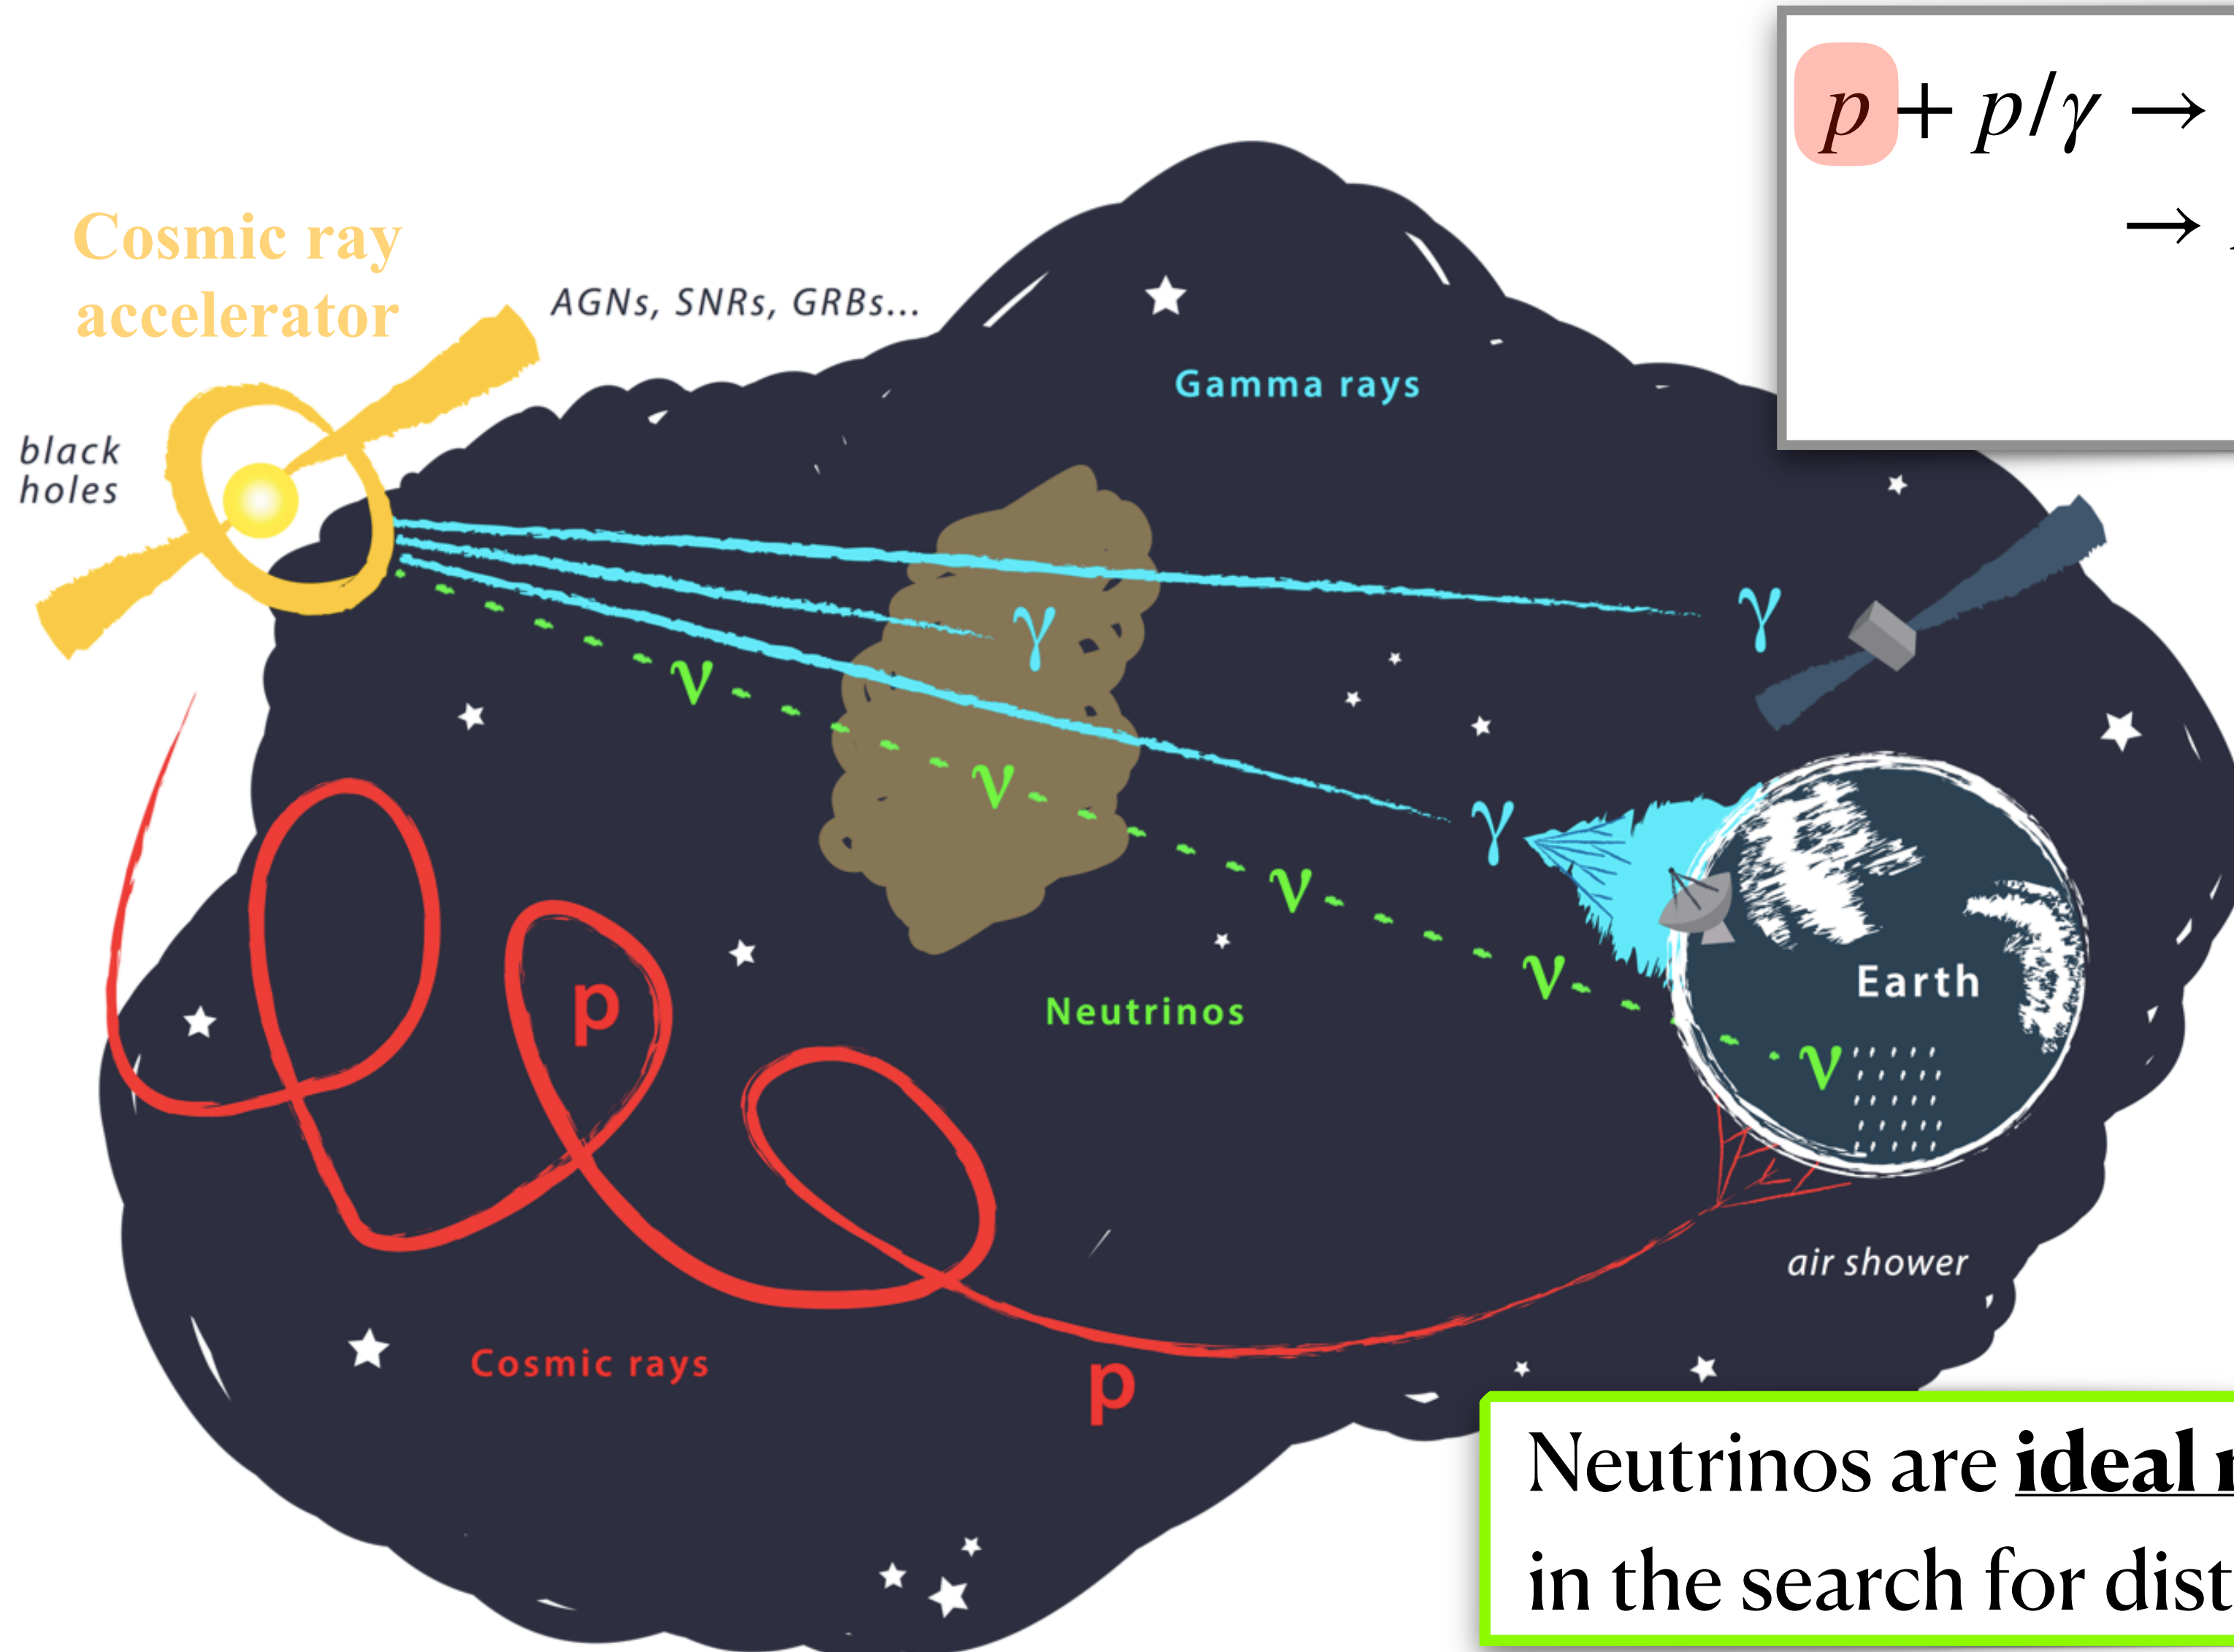 p + p/γ →
→
Cosmic ray
accelerator
AGNs, SNRs, GRBs...
Gamma rays
black
holes
γ
γ
ν
ν
γ
ν
ν
Earth
p
Neutrinos
ν
air shower
Cosmic rays
p
Neutrinos are ideal
in the search for